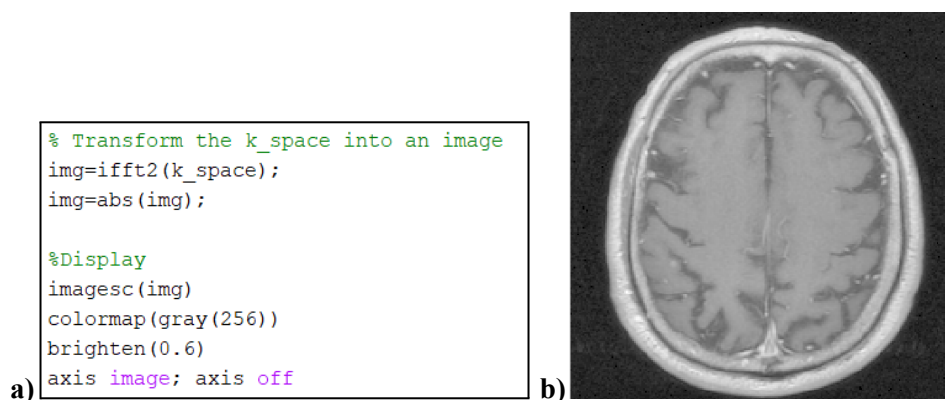 % Transform the k_space into an image
img=ifft2(k_space);
img=abs(img);
%Display
imagesc(img)
colormap(gray(256))
brighten(0.6)
axis image; axis off
a)
b)